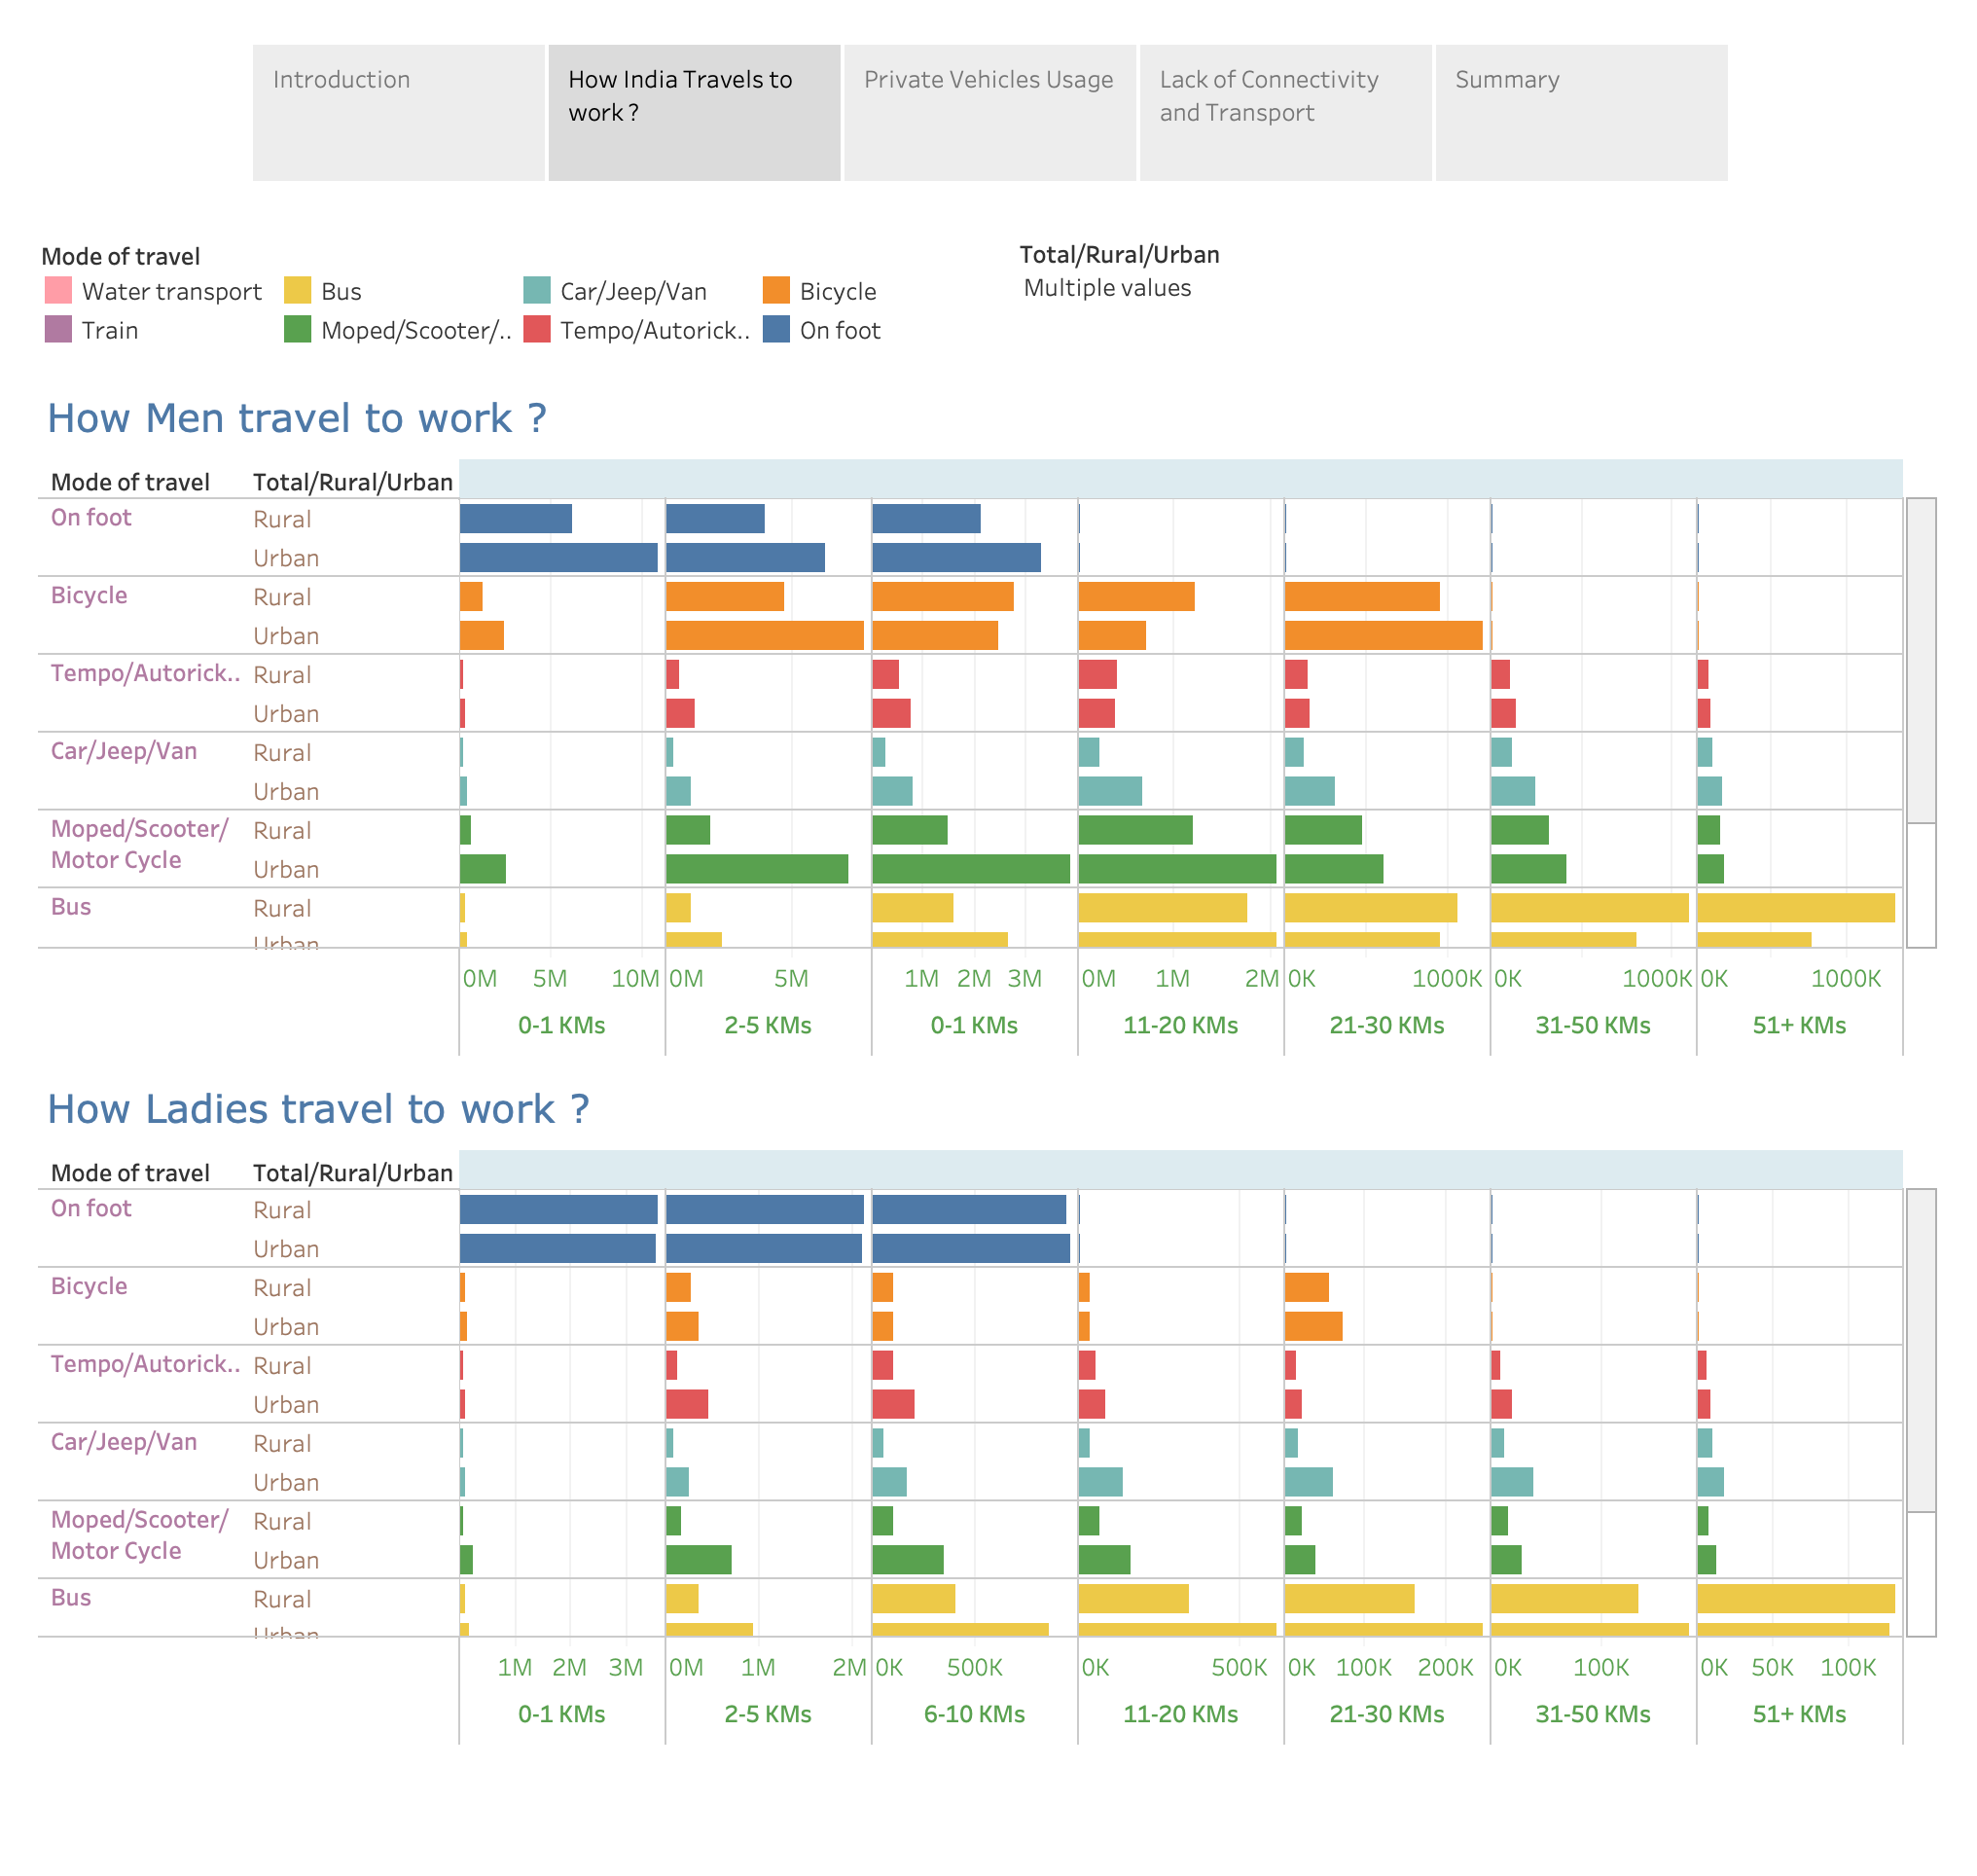 Introduction
How India Travels to
work ?
Private Vehicles Usage
Lack of Connectivity
and Transport
Summary
Mode of travel
Total/Rural/Urban
Water transport
Bus
Car/Jeep/Van
Bicycle
Multiple values
Train
Moped/Scooter/..
Tempo/Autorick..
On foot
How Men travel to work ?
Mode of travel Total/Rural/Urban
On foot Rural
Urban
Bicycle Rural
Urban
Tempo/Autorick.. Rural
Urban
Car/Jeep/Van Rural
Urban
Moped/Scooter/ Rural
Motor Cycle Urban
Bus Rural
Urban
0M 5M 10M 0M 5M 1M 2M 3M 0M 1M 2M 0K 1000K 0K 1000K 0K 1000K
0-1 KMs 2-5 KMs 0-1 KMs 11-20 KMs 21-30 KMs 31-50 KMs 51+ KMs
How Ladies travel to work ?
Mode of travel Total/Rural/Urban
On foot Rural
Urban
Bicycle Rural
Urban
Tempo/Autorick.. Rural
Urban
Car/Jeep/Van Rural
Urban
Moped/Scooter/ Rural
Motor Cycle Urban
Bus Rural
Urban
1M 2M 3M 0M 1M 2M 0K 500K 0K 500K 0K 100K 200K 0K 100K 0K 50K 100K
0-1 KMs 2-5 KMs 6-10 KMs 11-20 KMs 21-30 KMs 31-50 KMs 51+ KMs